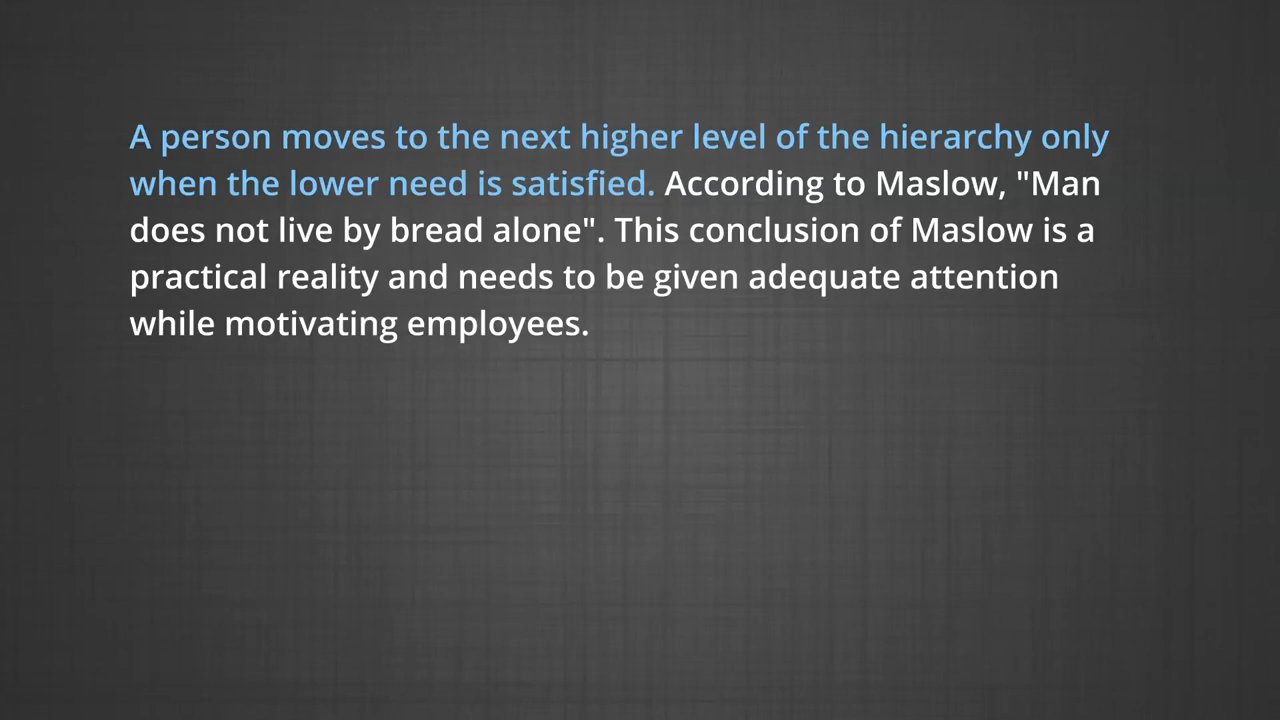 A person moves to the next higher level of the hierarchy only
when the lower need is satisfied. According to Maslow, "Man
does not live by bread alone". This conclusion of Maslow is a
practical reality and needs to be given adequate attention
while motivating employees.